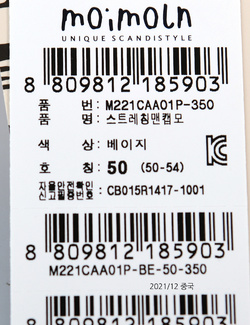 moimoln
UNIQUE SCANDISTYLE
8 809812 185903
품 번: M221CAA01P-350
품 명: 스트레칭맨캡모
색 상: 베이지
호 칭: 50 (50-54)
자율안전확인
신고필증번호: CB015R1417-1001
8 809812 185903
M221CAA01P-BE-50-350
2021/12 중국